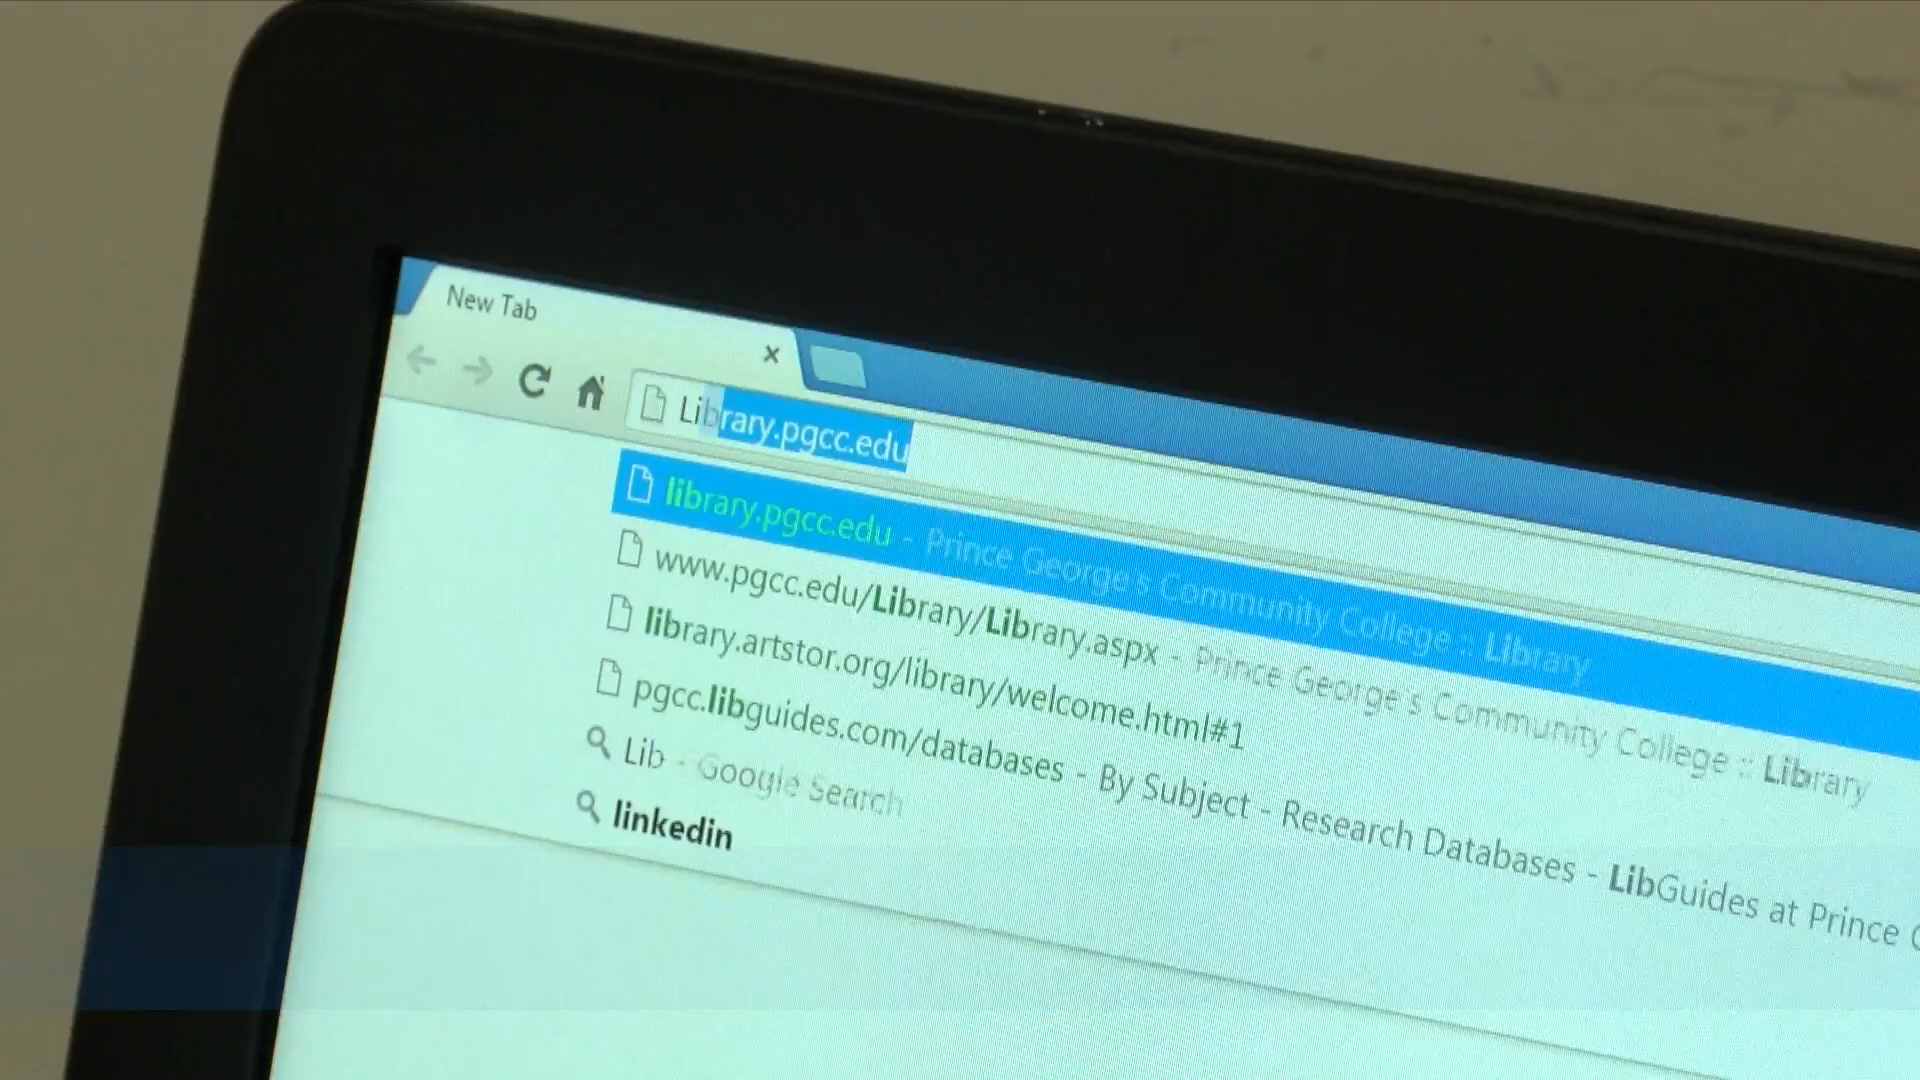 New Tab
Library.pgcc.edu
library.pgcc.edu - Prince George's Community College :: Library
www.pgcc.edu/Library/Library.aspx - Prince George's Community College :: Library
library.artstor.org/library/welcome.html#1
pgcc.libguides.com/databases - By Subject - Research Databases - LibGuides at Prince
Lib - Google Search
linkedin